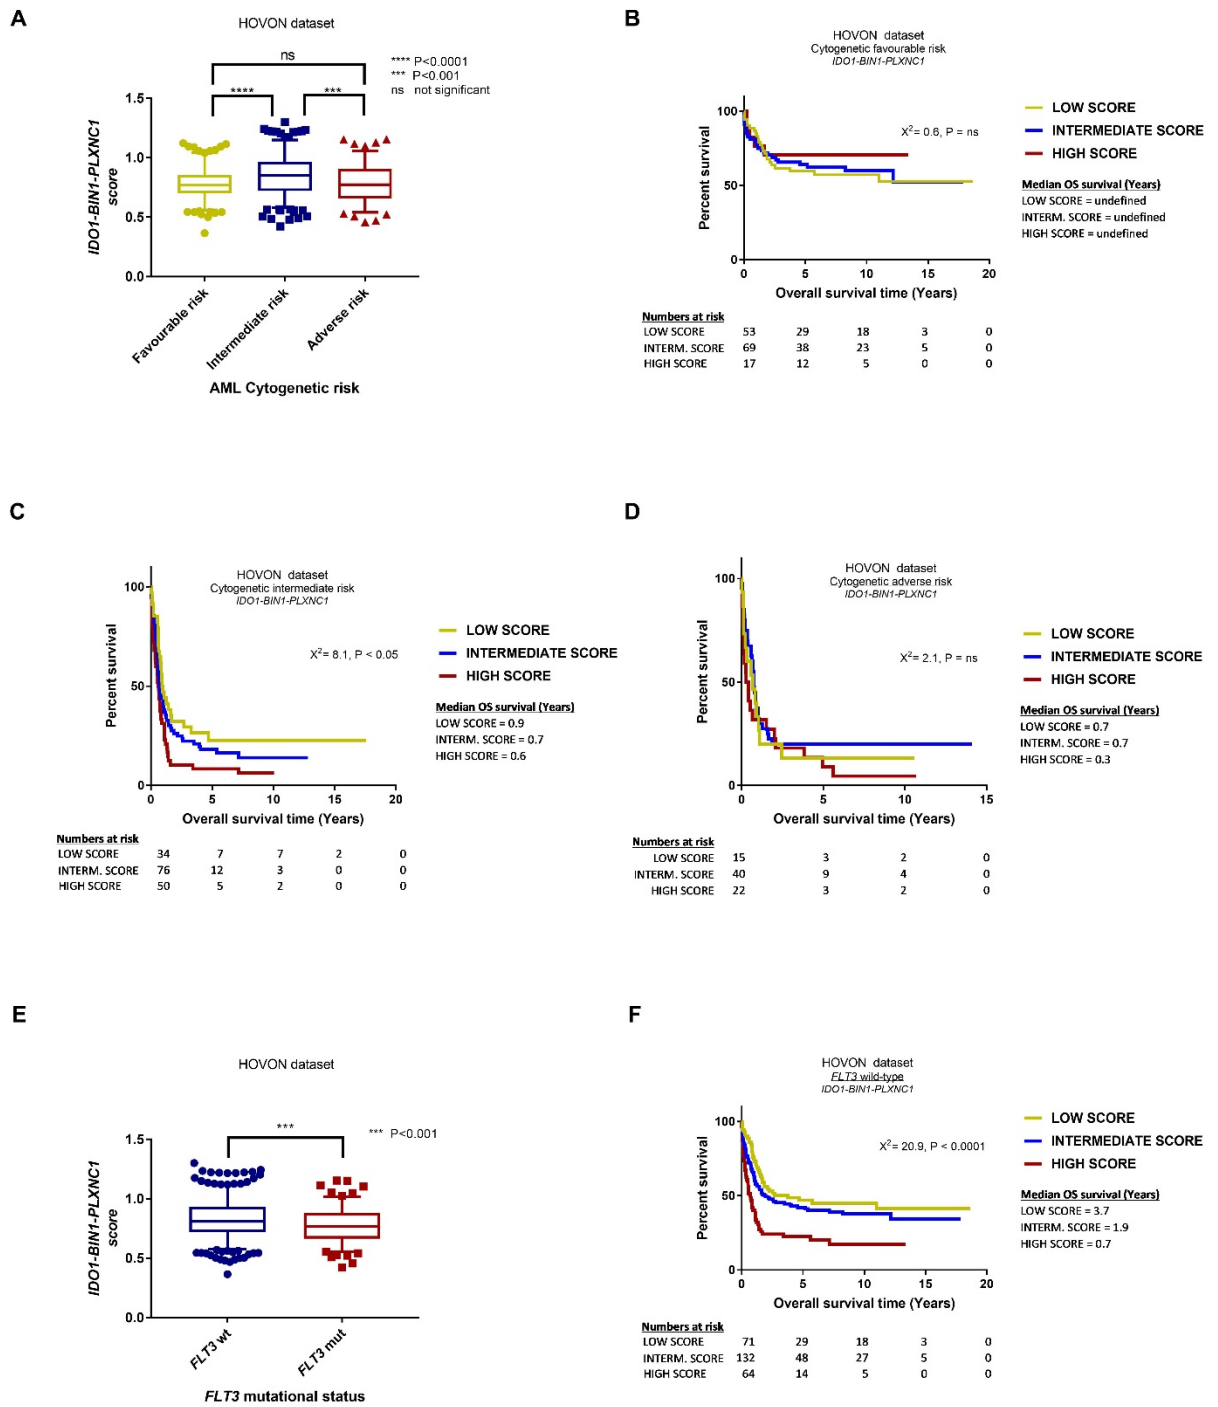 A
HOVON dataset
ns
**** P<0.0001
*** P<0.001
ns not significant
****
***
1.5
1.0
0.5
0.0
IDO1-BIN1-PLXNC1
score
Favourable risk
Intermediate risk
Adverse risk
AML Cytogenetic risk
B
HOVON dataset
Cytogenetic favourable risk
IDO1-BIN1-PLXNC1
X2= 0.6, P = ns
LOW SCORE
INTERMEDIATE SCORE
HIGH SCORE
Median OS survival (Years)
LOW SCORE = undefined
INTERM. SCORE = undefined
HIGH SCORE = undefined
Percent survival
100
50
0
0 5 10 15 20
Overall survival time (Years)
Numbers at risk
LOW SCORE 53 29 18 3 0
INTERM. SCORE 69 38 23 5 0
HIGH SCORE 17 12 5 0 0
C
HOVON dataset
Cytogenetic intermediate risk
IDO1-BIN1-PLXNC1
X2= 8.1, P < 0.05
LOW SCORE
INTERMEDIATE SCORE
HIGH SCORE
Median OS survival (Years)
LOW SCORE = 0.9
INTERM. SCORE = 0.7
HIGH SCORE = 0.6
Percent survival
100
50
0
0 5 10 15 20
Overall survival time (Years)
Numbers at risk
LOW SCORE 34 7 7 2 0
INTERM. SCORE 76 12 3 0 0
HIGH SCORE 50 5 2 0 0
D
HOVON dataset
Cytogenetic adverse risk
IDO1-BIN1-PLXNC1
X2= 2.1, P = ns
LOW SCORE
INTERMEDIATE SCORE
HIGH SCORE
Median OS survival (Years)
LOW SCORE = 0.7
INTERM. SCORE = 0.7
HIGH SCORE = 0.3
Percent survival
100
50
0
0 5 10 15
Overall survival time (Years)
Numbers at risk
LOW SCORE 15 3 2 0
INTERM. SCORE 40 9 4 0
HIGH SCORE 22 3 2 0
E
HOVON dataset
***
*** P<0.001
1.5
1.0
0.5
0.0
IDO1-BIN1-PLXNC1
score
FLT3 wt
FLT3 mut
FLT3 mutational status
F
HOVON dataset
FLT3 wild-type
IDO1-BIN1-PLXNC1
X2= 20.9, P < 0.0001
LOW SCORE
INTERMEDIATE SCORE
HIGH SCORE
Median OS survival (Years)
LOW SCORE = 3.7
INTERM. SCORE = 1.9
HIGH SCORE = 0.7
Percent survival
100
50
0
0 5 10 15 20
Overall survival time (Years)
Numbers at risk
LOW SCORE 71 29 18 3 0
INTERM. SCORE 132 48 27 5 0
HIGH SCORE 64 14 5 0 0